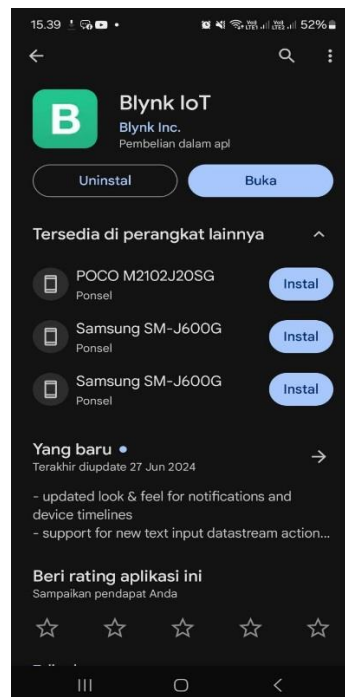 15.39
52%
B
Blynk IoT
Blynk Inc.
Pembelian dalam apl
Uninstal
Buka
Tersedia di perangkat lainnya
POCO M2102J20SG
Ponsel
Instal
Samsung SM-J600G
Ponsel
Instal
Samsung SM-J600G
Ponsel
Instal
Yang baru
Terakhir diupdate 27 Jun 2024
- updated look & feel for notifications and
device timelines
- support for new text input datastream action...
Beri rating aplikasi ini
Sampaikan pendapat Anda